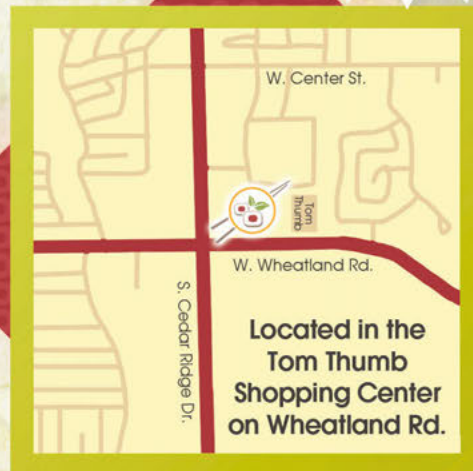 W. Center St.
Tom
Thumb
W. Wheatland Rd.
S. Cedar Ridge Dr.
Located in the
Tom Thumb
Shopping Center
on Wheatland Rd.